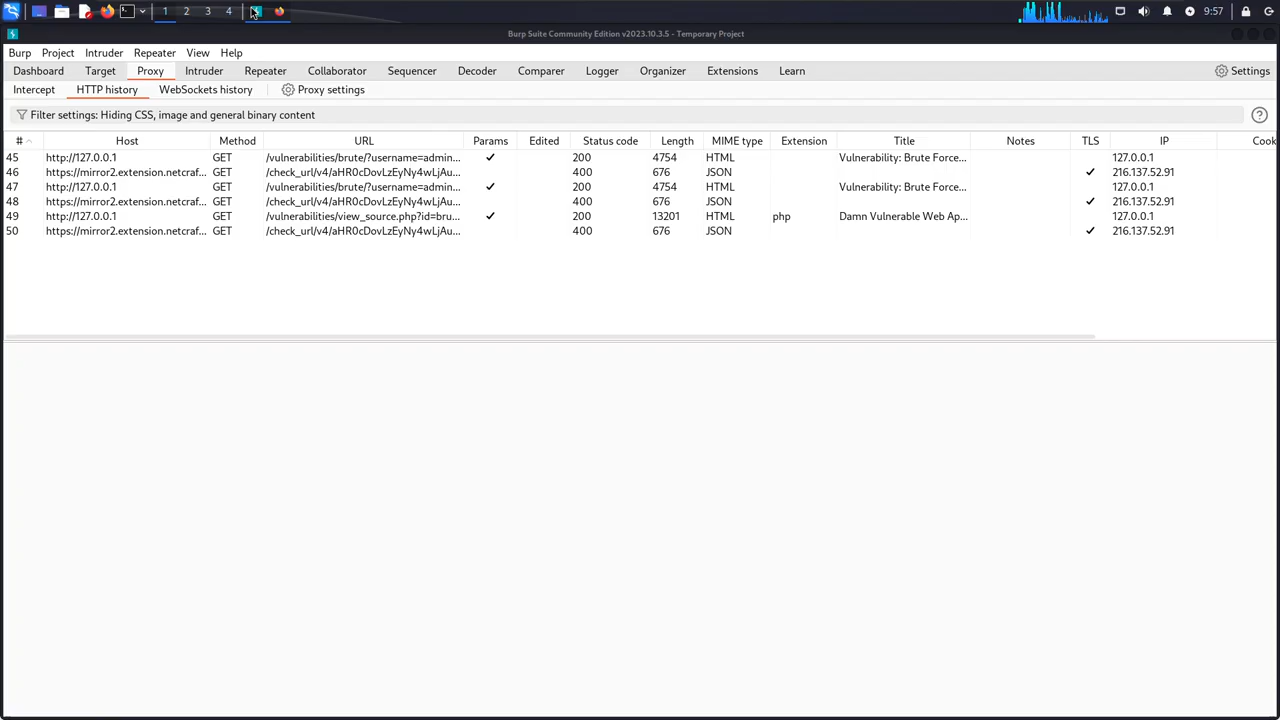 1 2 3 4 9:57
Burp Suite Community Edition v2023.10.3.5 - Temporary Project
Burp Project Intruder Repeater View Help
Dashboard Target Proxy Intruder Repeater Collaborator Sequencer Decoder Comparer Logger Organizer Extensions Learn Settings
Intercept HTTP history WebSockets history Proxy settings
Filter settings: Hiding CSS, image and general binary content ?
# Host Method URL Params Edited Status code Length MIME type Extension Title Notes TLS IP Cook
45 http://127.0.0.1 GET /vulnerabilities/brute/?username=admin... ✓ 200 4754 HTML Vulnerability: Brute Force... 127.0.0.1
46 https://mirror2.extension.netcraf... GET /check_url/v4/aHR0cDovLzEyNy4wLjAu... 400 676 JSON ✓ 216.137.52.91
47 http://127.0.0.1 GET /vulnerabilities/brute/?username=admin... ✓ 200 4754 HTML Vulnerability: Brute Force... 127.0.0.1
48 https://mirror2.extension.netcraf... GET /check_url/v4/aHR0cDovLzEyNy4wLjAu... 400 676 JSON ✓ 216.137.52.91
49 http://127.0.0.1 GET /vulnerabilities/view_source.php?id=bru... ✓ 200 13201 HTML php Damn Vulnerable Web Ap... 127.0.0.1
50 https://mirror2.extension.netcraf... GET /check_url/v4/aHR0cDovLzEyNy4wLjAu... 400 676 JSON ✓ 216.137.52.91